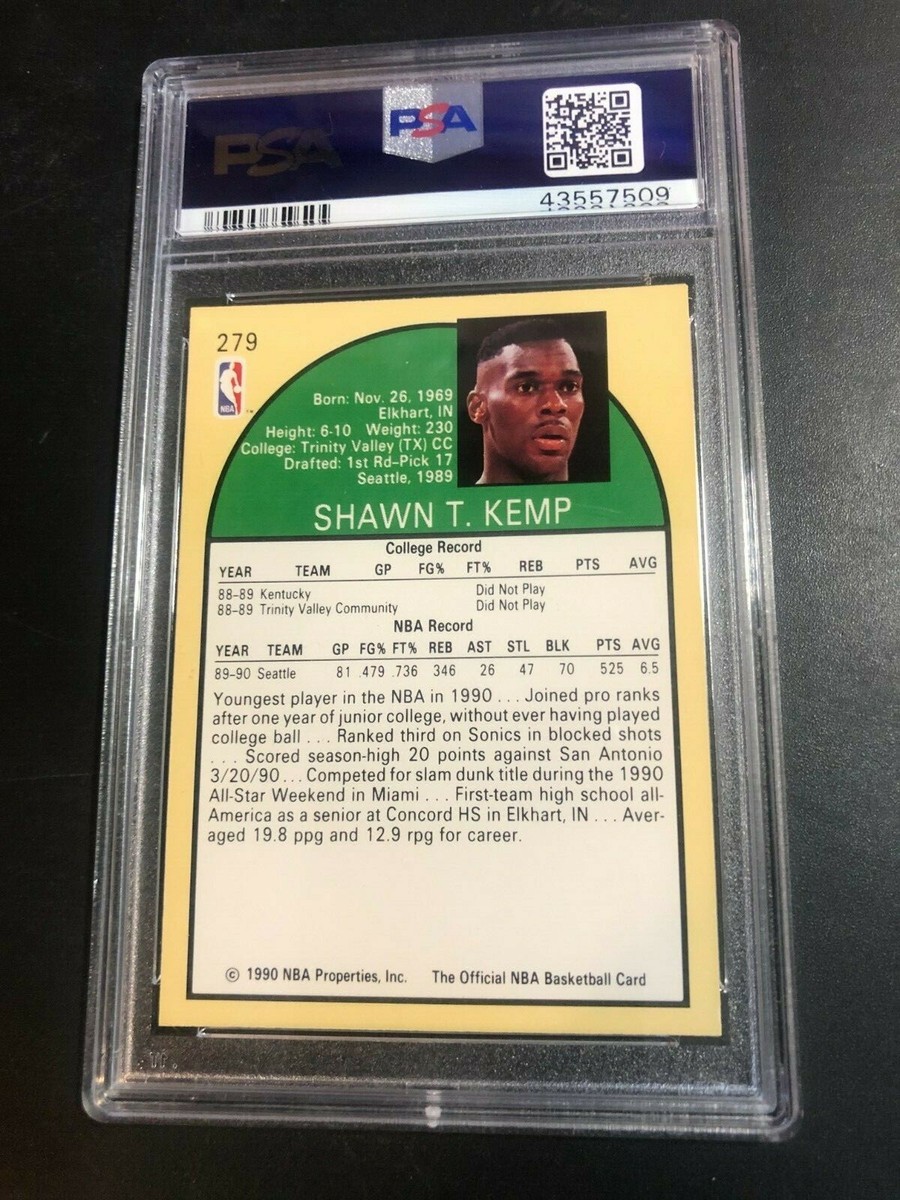 PSA
PSA
43557509
279
NBA
Born: Nov. 26, 1969
Elkhart, IN
Height: 6-10 Weight: 230
College: Trinity Valley (TX) CC
Drafted: 1st Rd–Pick 17
Seattle, 1989
SHAWN T. KEMP
College Record
YEAR TEAM GP FG% FT% REB PTS AVG
88–89 Kentucky Did Not Play
88–89 Trinity Valley Community Did Not Play
NBA Record
YEAR TEAM GP FG% FT% REB AST STL BLK PTS AVG
89–90 Seattle 81 .479 .736 346 26 47 70 525 6.5
Youngest player in the NBA in 1990 . . . Joined pro ranks
after one year of junior college, without ever having played
college ball . . . Ranked third on Sonics in blocked shots
. . . Scored season-high 20 points against San Antonio
3/20/90 . . . Competed for slam dunk title during the 1990
All-Star Weekend in Miami . . . First-team high school all-
America as a senior at Concord HS in Elkhart, IN . . . Aver-
aged 19.8 ppg and 12.9 rpg for career.
© 1990 NBA Properties, Inc. The Official NBA Basketball Card